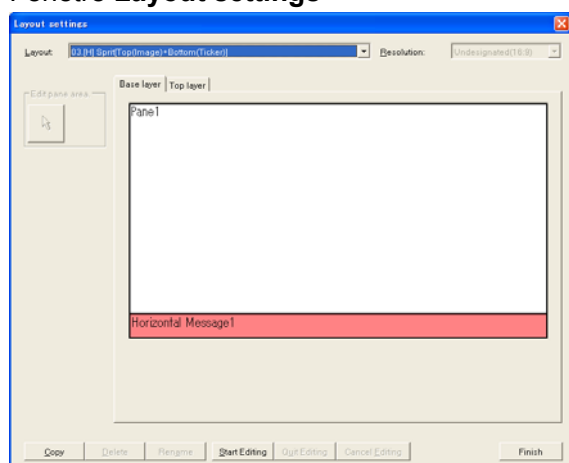 Fenêtre Layout settings
Layout settings
Layout: 03.[H] Sprit[Top(Image)+Bottom(Ticker)] Resolution: Undesignated(16:9)
Edit pane area
Base layer Top layer
Pane1
Horizontal Message1
Copy Delete Rename Start Editing Quit Editing Cancel Editing Finish